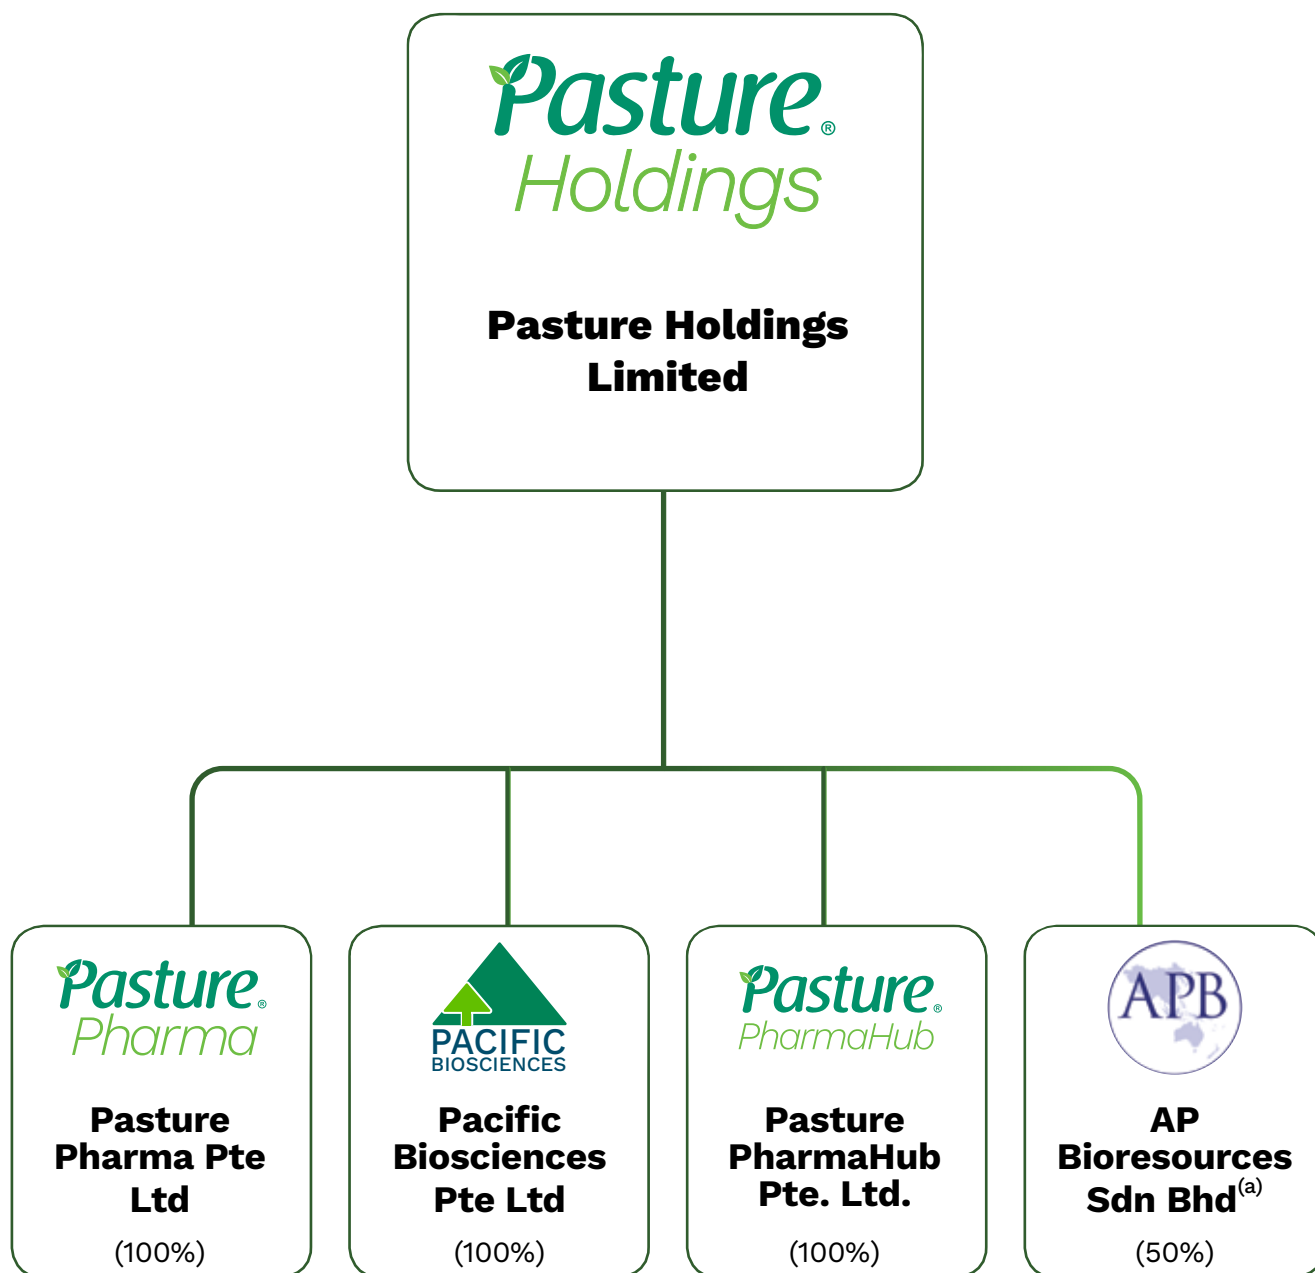 Pasture®
Holdings
Pasture Holdings
Limited
Pasture®
Pharma
Pasture
Pharma Pte
Ltd
(100%)
PACIFIC
BIOSCIENCES
Pacific
Biosciences
Pte Ltd
(100%)
Pasture®
PharmaHub
Pasture
PharmaHub
Pte. Ltd.
(100%)
APB
AP
Bioresources
Sdn Bhd(a)
(50%)